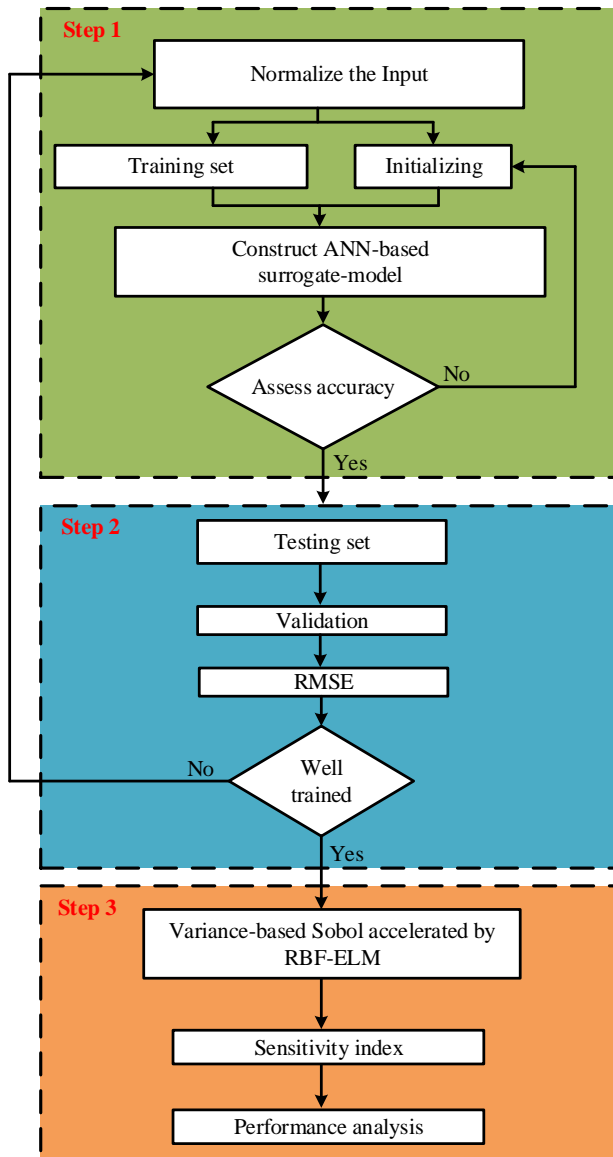 Step 1
Normalize the Input
Training set
Initializing
Construct ANN-based
surrogate-model
Assess accuracy
No
Yes
Step 2
Testing set
Validation
RMSE
No
Well
trained
Yes
Step 3
Variance-based Sobol accelerated by
RBF-ELM
Sensitivity index
Performance analysis